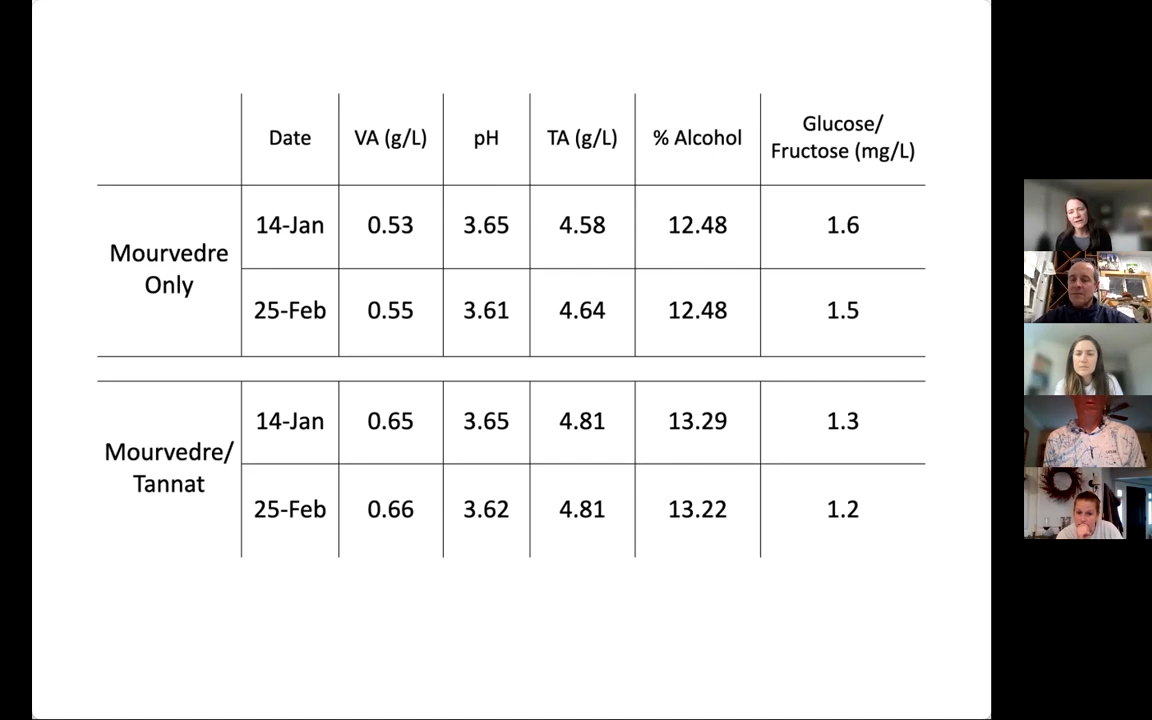 Date VA (g/L) pH TA (g/L) % Alcohol Glucose/
Fructose (mg/L)
Mourvedre
Only
14-Jan 0.53 3.65 4.58 12.48 1.6
25-Feb 0.55 3.61 4.64 12.48 1.5
Mourvedre/
Tannat
14-Jan 0.65 3.65 4.81 13.29 1.3
25-Feb 0.66 3.62 4.81 13.22 1.2